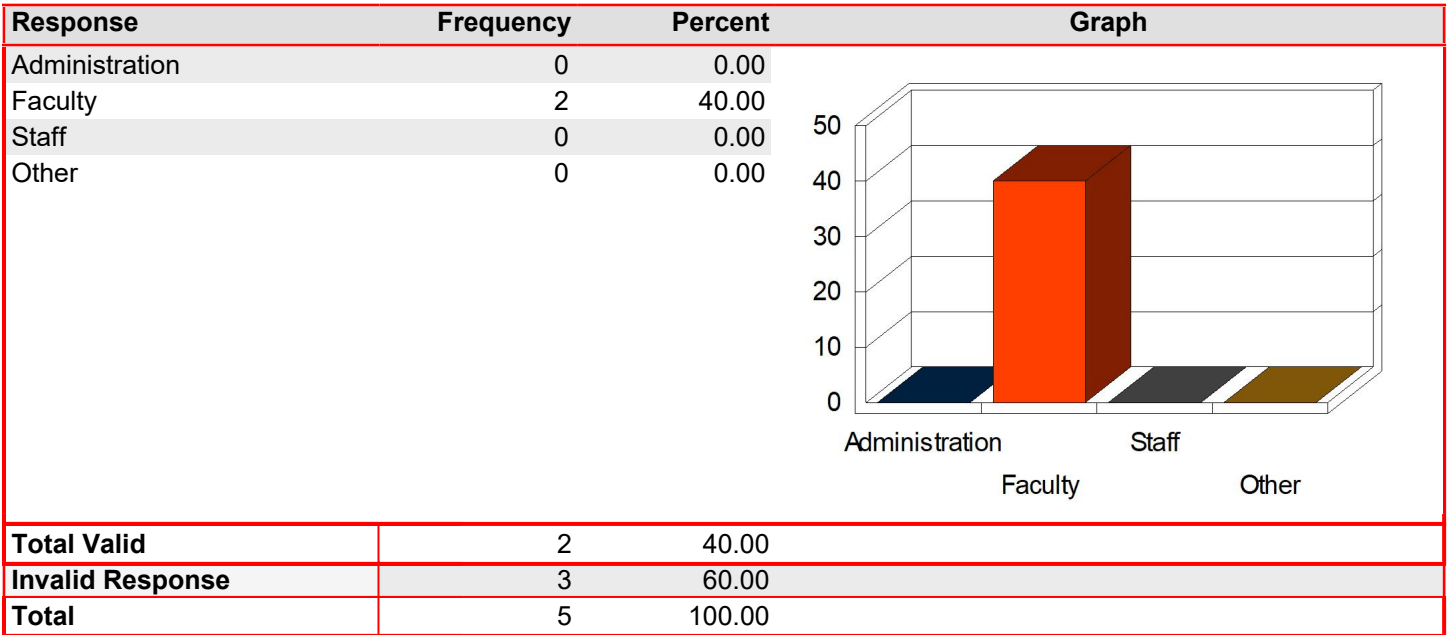 Response Frequency Percent Graph
Administration 0 0.00
Faculty 2 40.00
Staff 0 0.00
Other 0 0.00
50
40
30
20
10
0
Administration Staff
Faculty Other
Total Valid 2 40.00
Invalid Response 3 60.00
Total 5 100.00